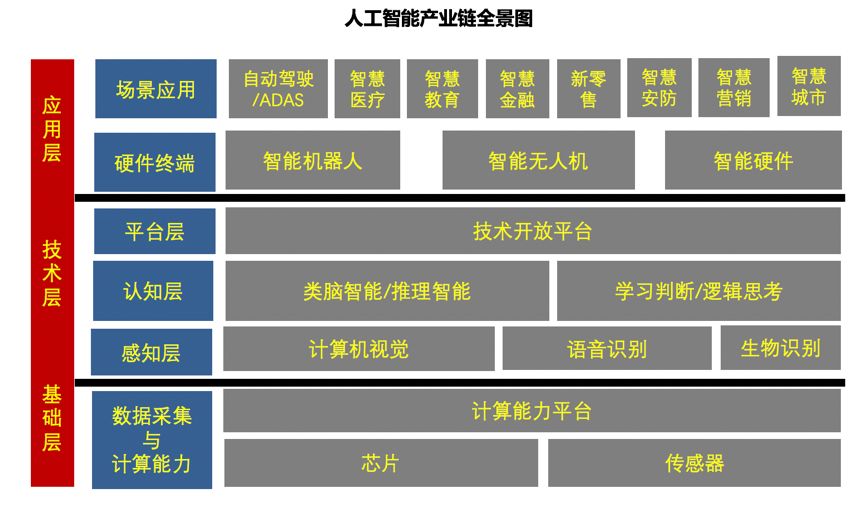 人工智能产业链全景图
应用层
场景应用
自动驾驶
/ADAS
智慧
医疗
智慧
教育
智慧
金融
新零
售
智慧
安防
智慧
营销
智慧
城市
硬件终端
智能机器人
智能无人机
智能硬件
技术层
平台层
技术开放平台
认知层
类脑智能/推理智能
学习判断/逻辑思考
感知层
计算机视觉
语音识别
生物识别
基础层
数据采集
与
计算能力
计算能力平台
芯片
传感器